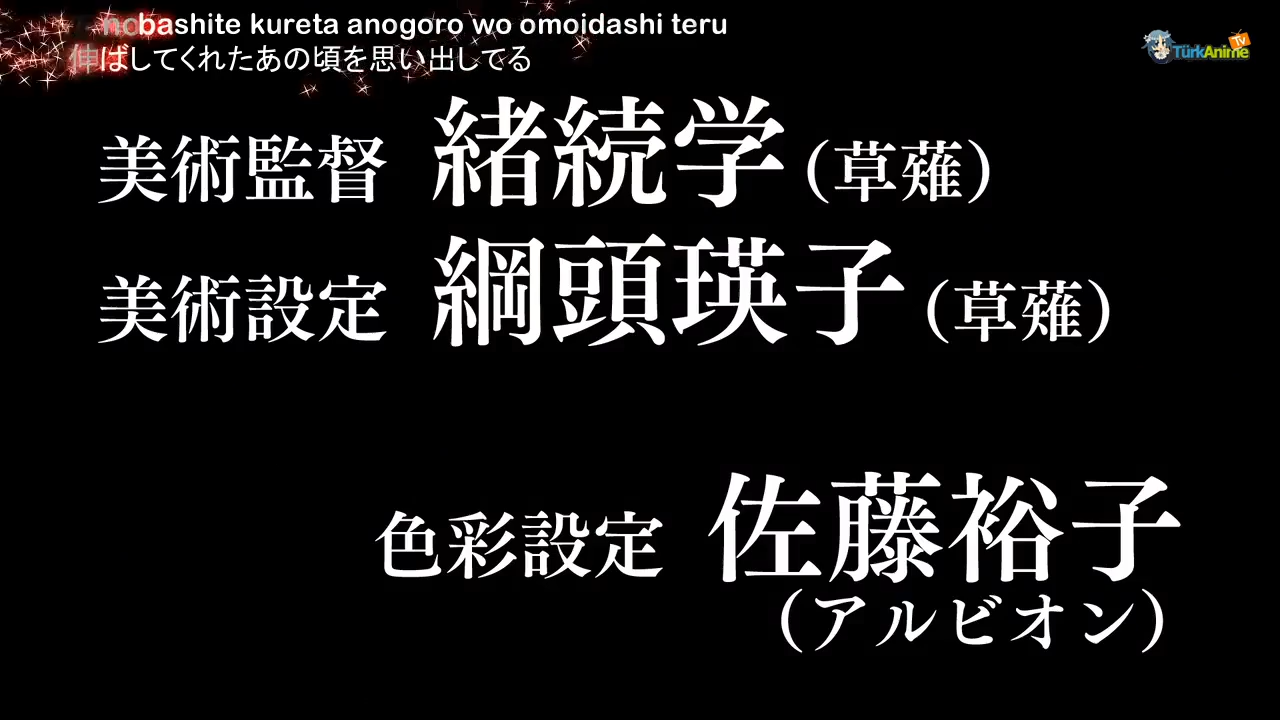 nobashite kureta anogoro wo omoidashi teru
伸ばしてくれたあの頃を思い出してる
TürkAnime Tv
美術監督 緒続学(草薙)
美術設定 綱頭瑛子(草薙)
色彩設定 佐藤裕子
(アルビオン)